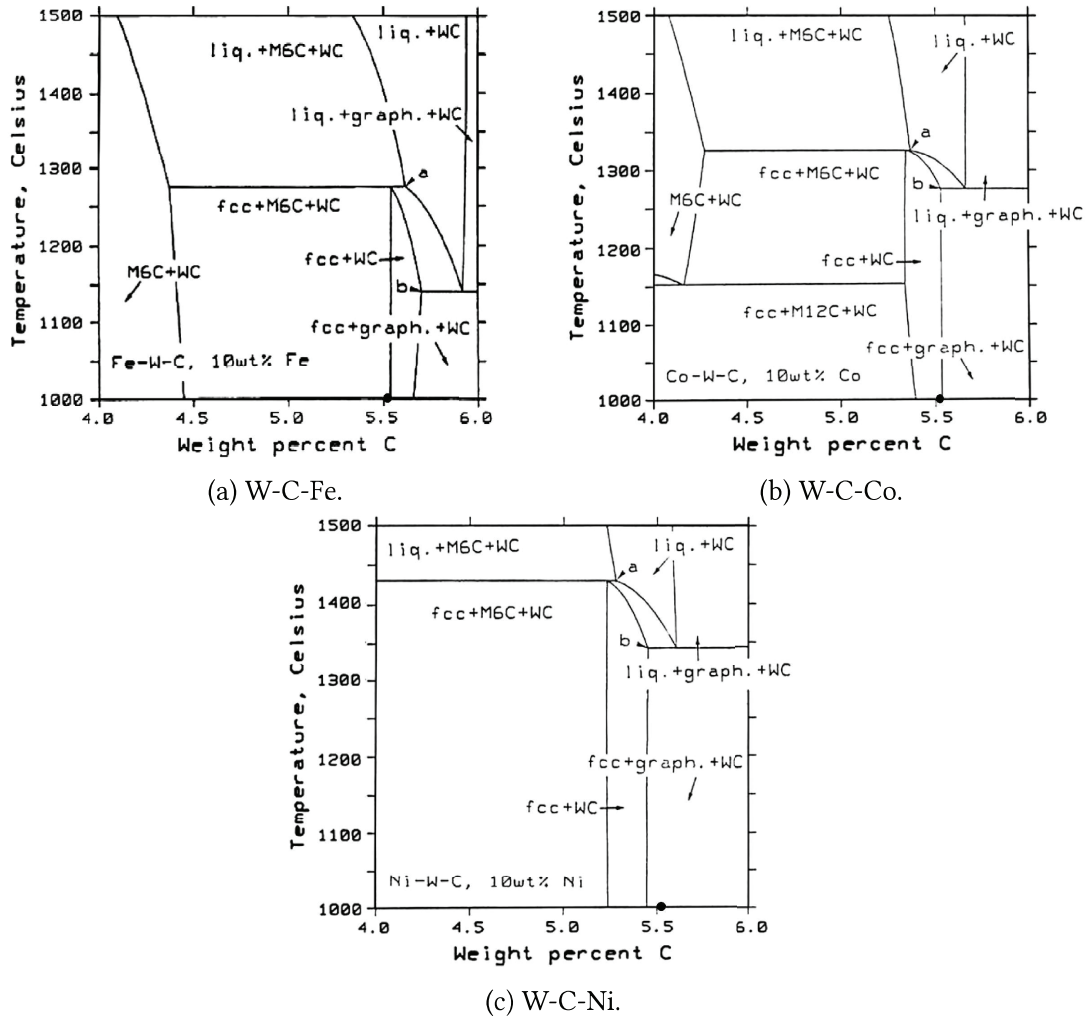 1500
liq.+WC
liq.+M6C+WC
1400
liq.+graph.+WC
1300
a
fcc+M6C+WC
1200
fcc+WC
M6C+WC
b
1100
fcc+graph.+WC
Fe-W-C, 10wt% Fe
1000
4.0 4.5 5.0 5.5 6.0
Temperature, Celsius
Weight percent C
(a) W-C-Fe.
1500
liq.+M6C+WC
liq.+WC
1400
a
1300
fcc+M6C+WC
b
M6C+WC
liq.+graph.+WC
1200
fcc+WC
fcc+M12C+WC
1100
fcc+graph.+WC
Co-W-C, 10wt% Co
1000
4.0 4.5 5.0 5.5 6.0
Temperature, Celsius
Weight percent C
(b) W-C-Co.
1500
liq.+M6C+WC
liq.+WC
a
1400
fcc+M6C+WC
b
liq.+graph.+WC
1300
1200
fcc+graph.+WC
fcc+WC
1100
Ni-W-C, 10wt% Ni
1000
4.0 4.5 5.0 5.5 6.0
Temperature, Celsius
Weight percent C
(c) W-C-Ni.